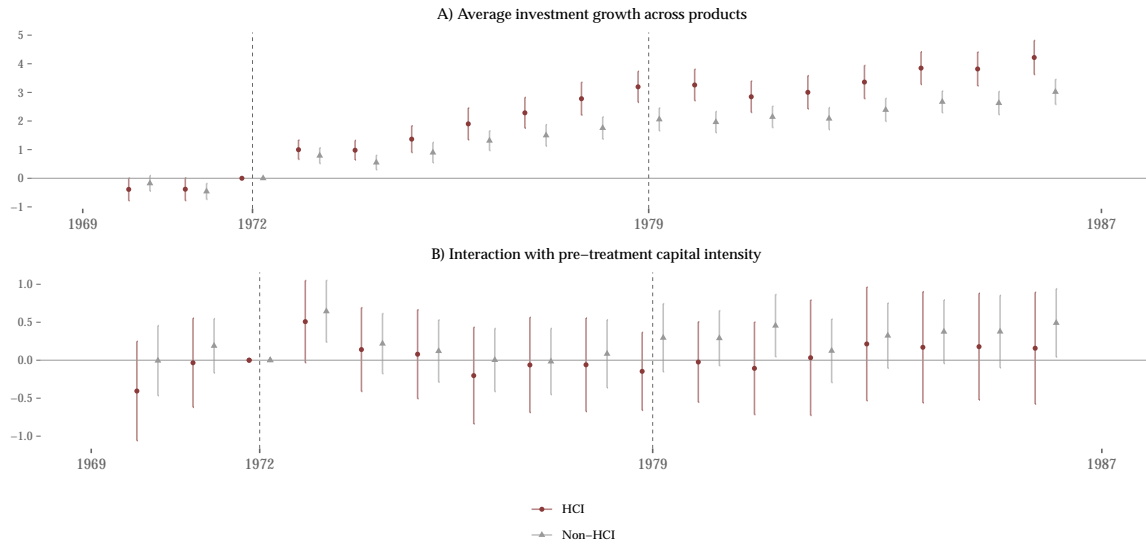 A) Average investment growth across products
5
4
3
2
1
0
−1
1969 1972 1979 1987
B) Interaction with pre−treatment capital intensity
1.0
0.5
0.0
−0.5
−1.0
1969 1972 1979 1987
HCI
Non−HCI